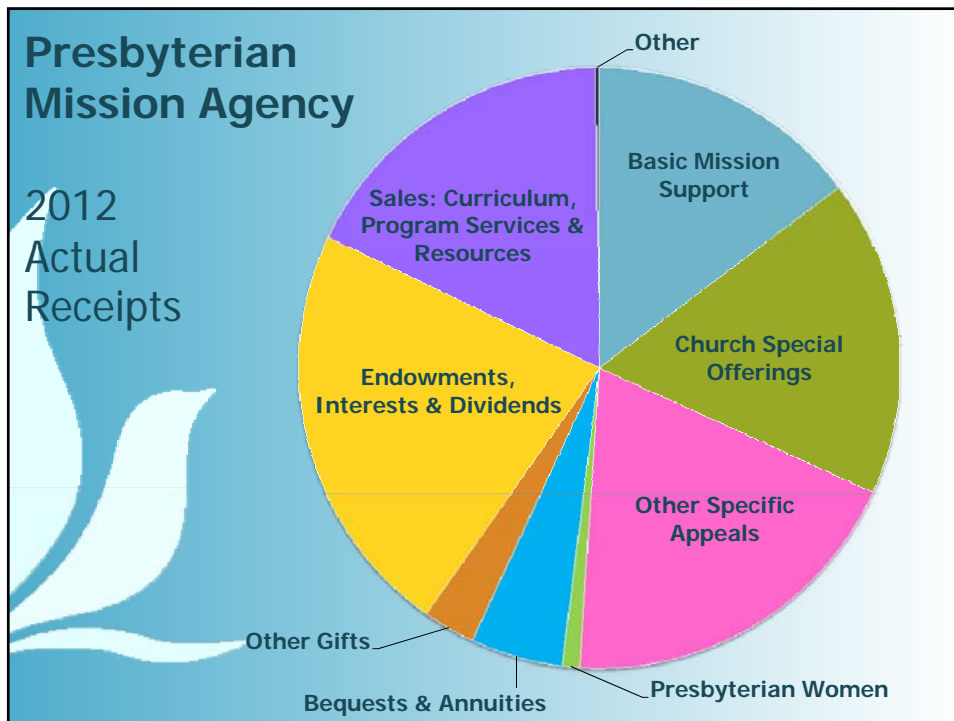 Presbyterian
Mission Agency
2012
Actual
Receipts
Other
Basic Mission
Support
Church Special
Offerings
Other Specific
Appeals
Presbyterian Women
Bequests & Annuities
Other Gifts
Endowments,
Interests & Dividends
Sales: Curriculum,
Program Services &
Resources